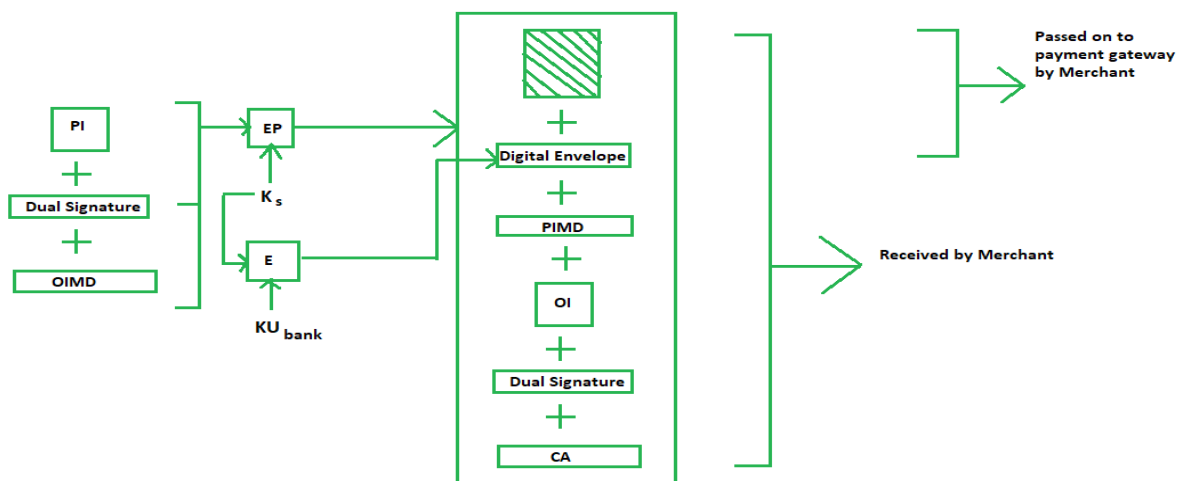 PI
+
Dual Signature
+
OIMD
EP
K s
E
KU bank
+
Digital Envelope
+
PIMD
+
OI
+
Dual Signature
+
CA
Received by Merchant
Passed on to
payment gateway
by Merchant